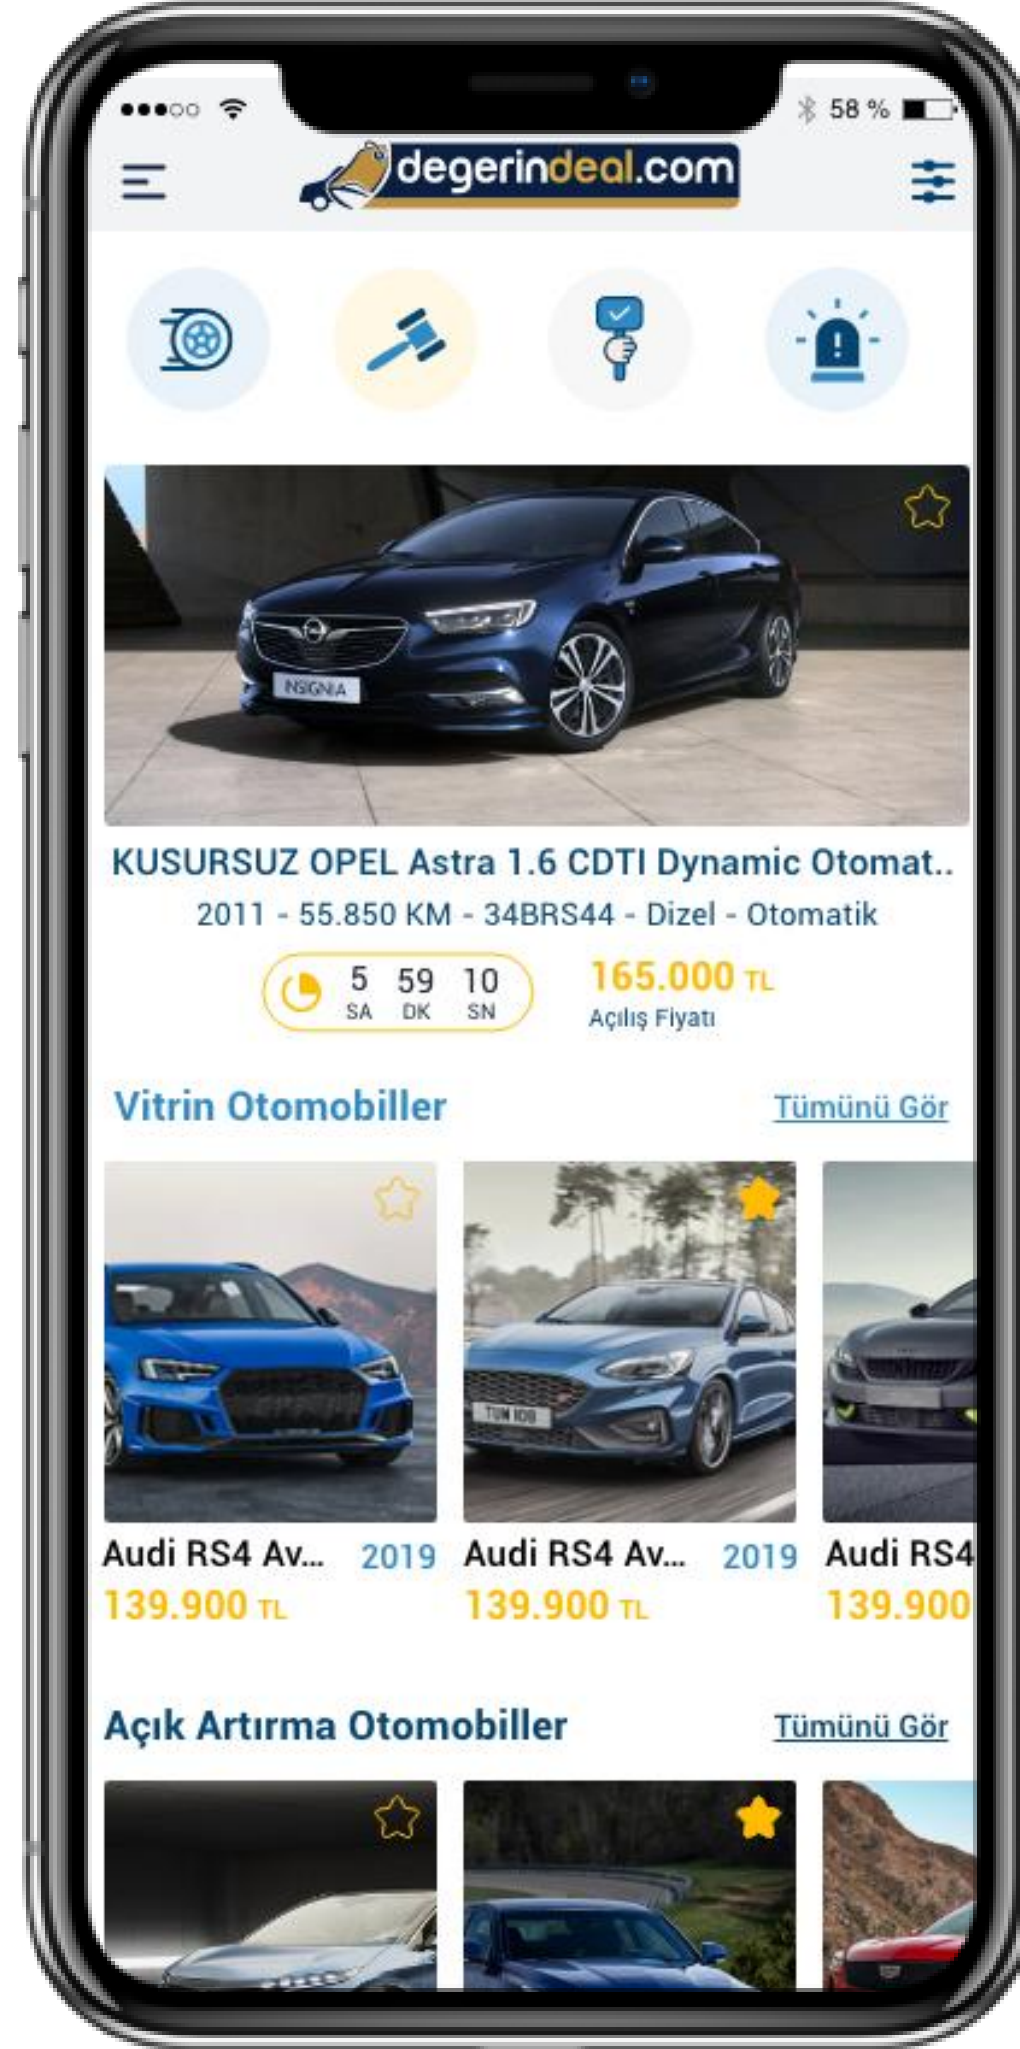 58 %
degerindeal.com
INSIGNIA
KUSURSUZ OPEL Astra 1.6 CDTI Dynamic Otomat..
2011 - 55.850 KM - 34BRS44 - Dizel - Otomatik
5 59 10 165.000 TL
SA DK SN Açılış Fiyatı
Vitrin Otomobiller Tümünü Gör
Audi RS4 Av... 2019 Audi RS4 Av... 2019 Audi RS4
139.900 TL 139.900 TL 139.900
Açık Artırma Otomobiller Tümünü Gör